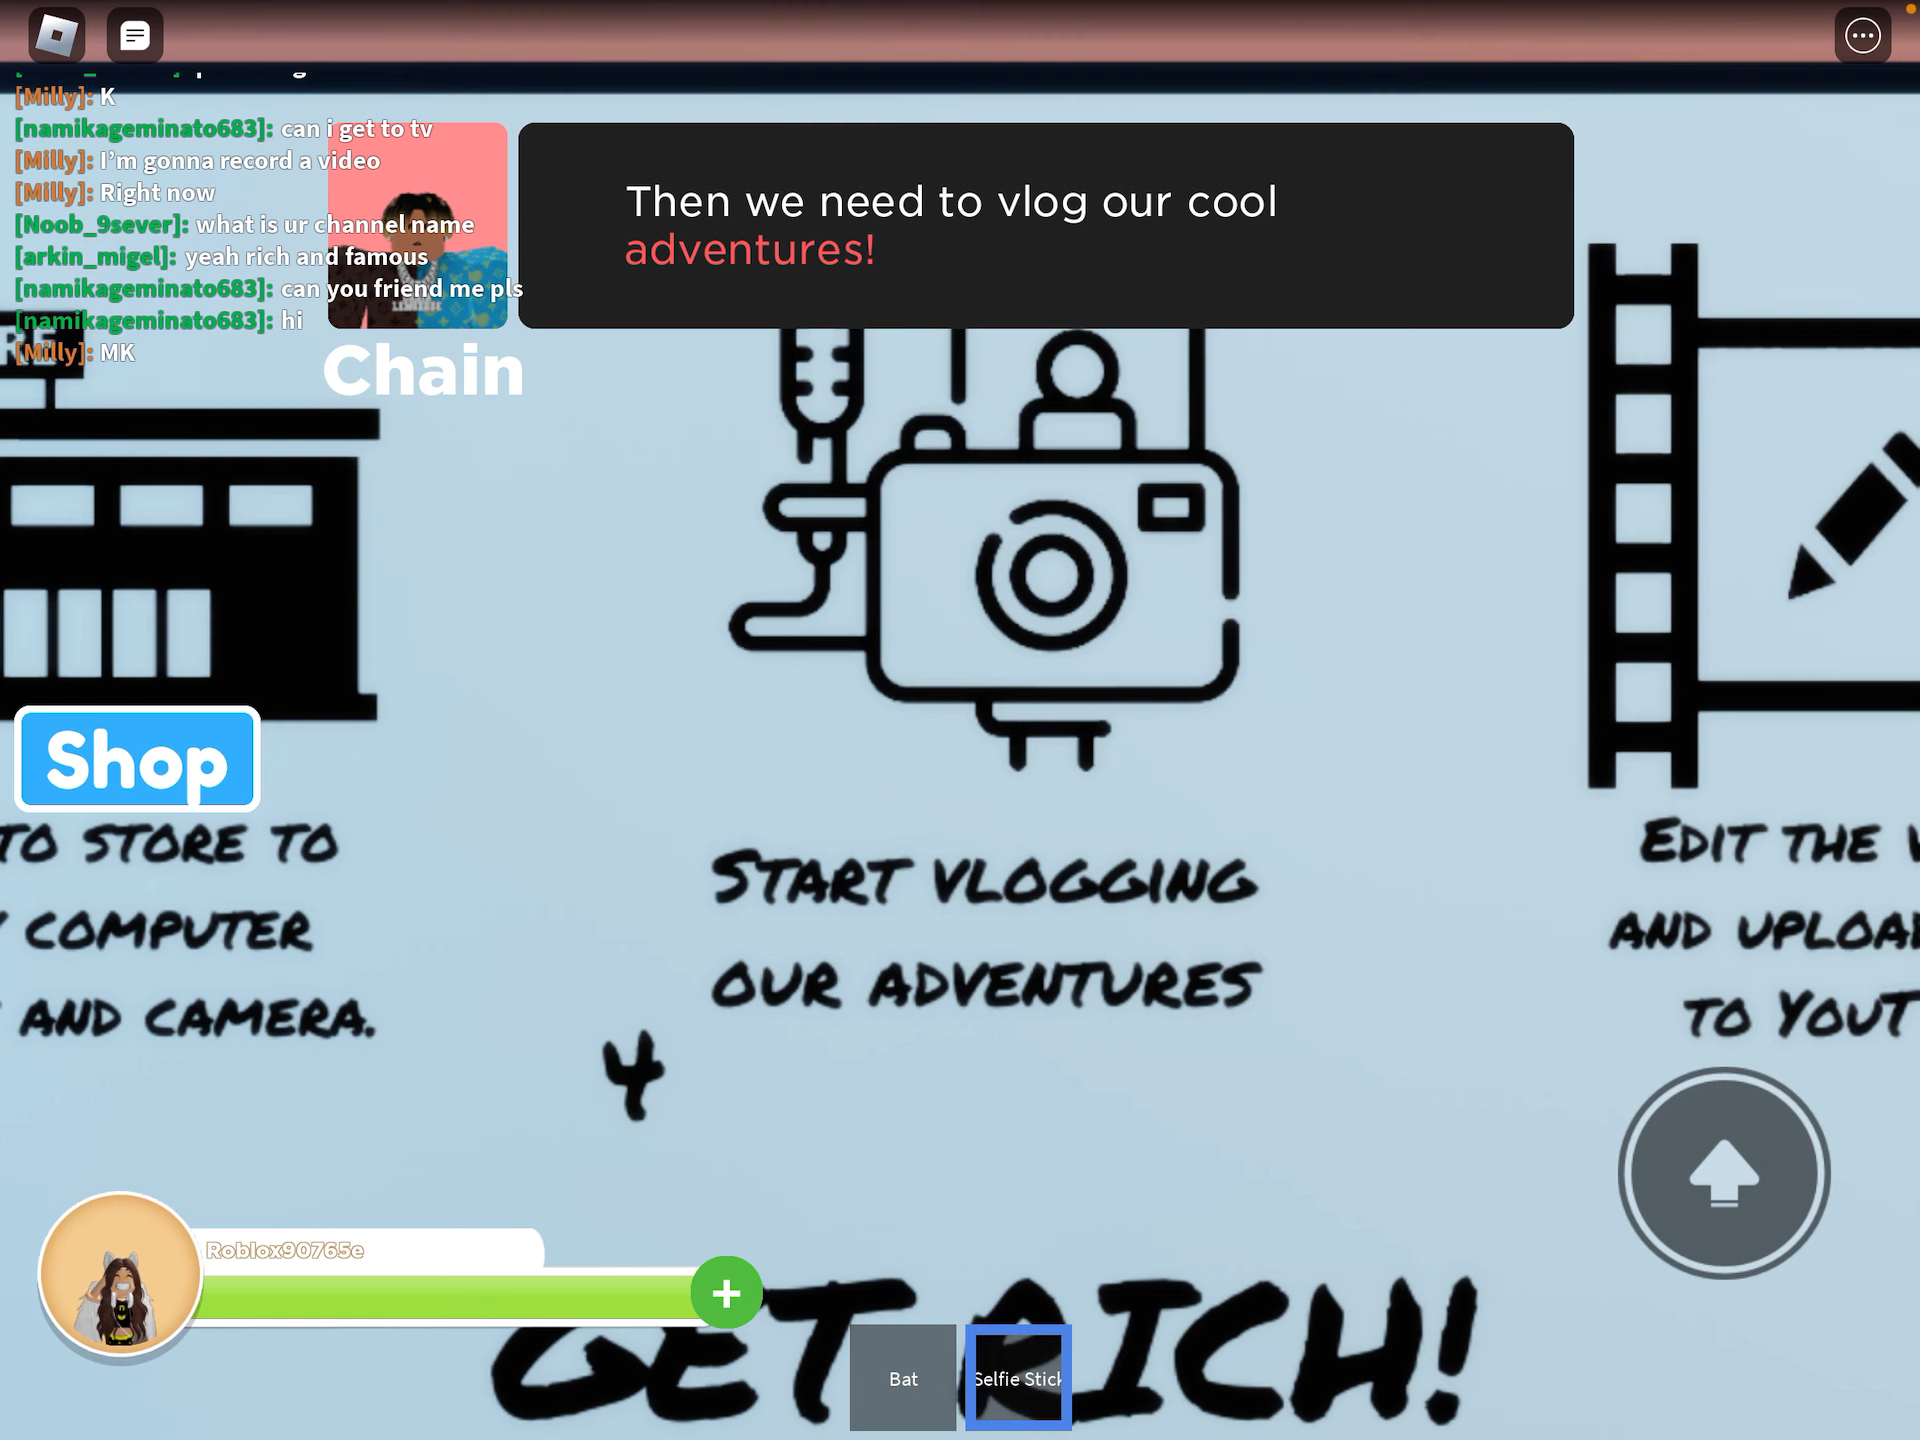 [Milly]: K
[namikageminato683]: can i get to tv
[Milly]: I'm gonna record a video
[Milly]: Right now
[Noob_9sever]: what is ur channel name
[arkin_migel]: yeah rich and famous
[namikageminato683]: can you friend me pls
[namikageminato683]: hi
[Milly]: MK
Then we need to vlog our cool
adventures!
Chain
Shop
TO STORE TO
COMPUTER
AND CAMERA.
START VLOGGING
OUR ADVENTURES
EDIT THE
AND UPLOA
TO YOUT
4
Roblox90765e
+
GET RICH!
Bat
Selfie Stick